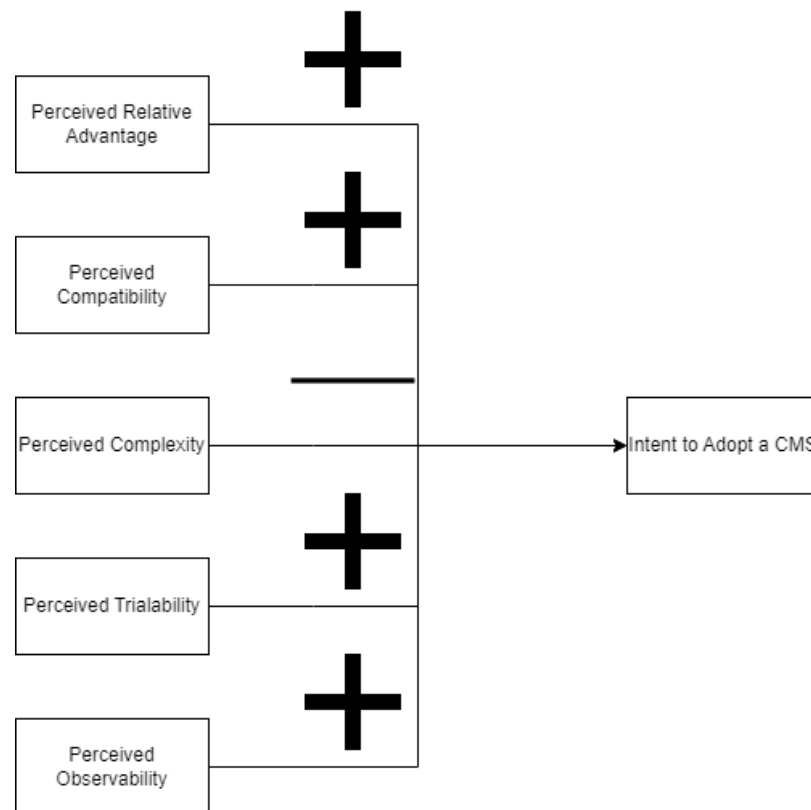 Perceived Relative
Advantage
Perceived
Compatibility
Perceived Complexity
Intent to Adopt a CMS
Perceived Trialability
Perceived
Observability